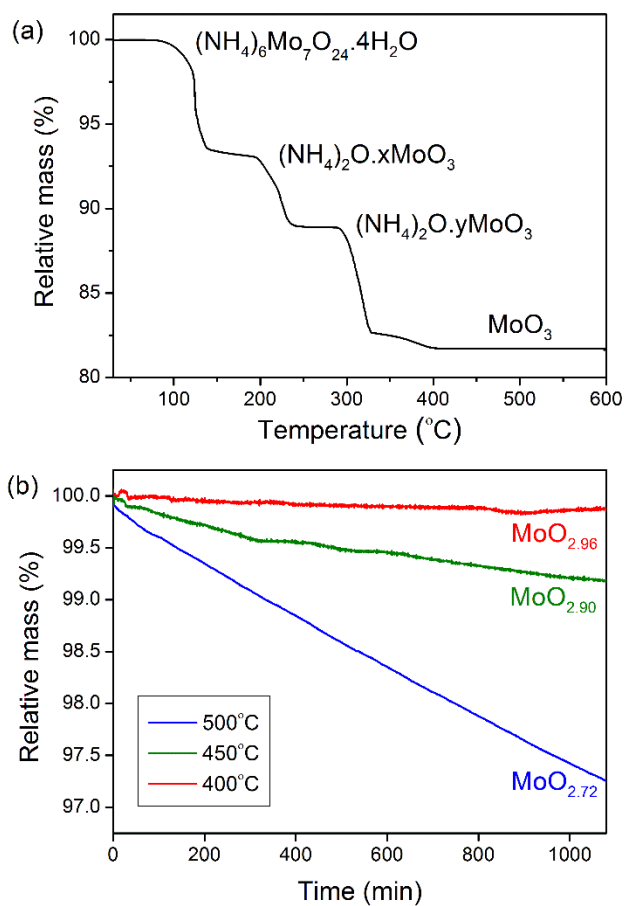 (a)
(NH₄)₆Mo₇O₂₄.4H₂O
(NH₄)₂O.xMoO₃
(NH₄)₂O.yMoO₃
MoO₃
100
95
90
85
80
Relative mass (%)
100 200 300 400 500 600
Temperature (°C)
(b)
100.0
99.5
99.0
98.5
98.0
97.5
97.0
Relative mass (%)
MoO₂.₉₆
MoO₂.₉₀
MoO₂.₇₂
500°C
450°C
400°C
0 200 400 600 800 1000
Time (min)